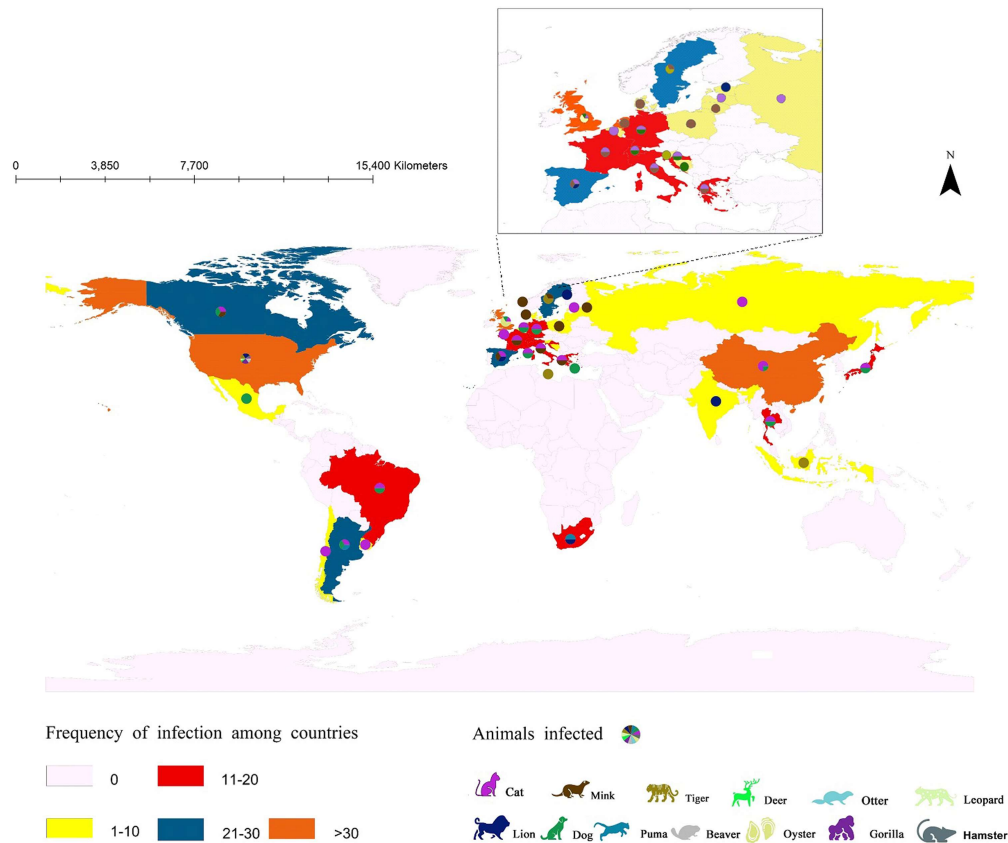 0 3,850 7,700 15,400 Kilometers
N
Frequency of infection among countries
0
11-20
1-10
21-30
>30
Animals infected
Cat Mink Tiger Deer Otter Leopard
Lion Dog Puma Beaver Oyster Gorilla Hamster